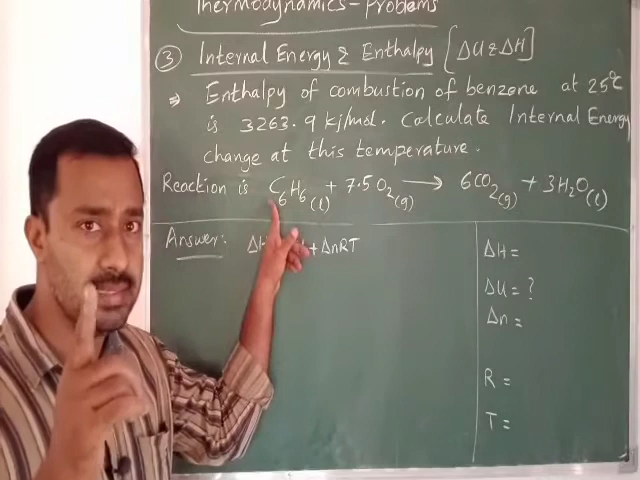 Thermodynamics - Problems
③ Internal Energy & Enthalpy [ΔU & ΔH]
⇒ Enthalpy of combustion of benzene at 25°C
is 3263.9 kj/mol. Calculate Internal Energy
change at this temperature.
Reaction is C6H6(l) + 7.5 O2(g) → 6CO2(g) + 3H2O(l)
Answer: ΔH + ΔnRT
ΔH =
ΔU = ?
Δn =
R =
T =